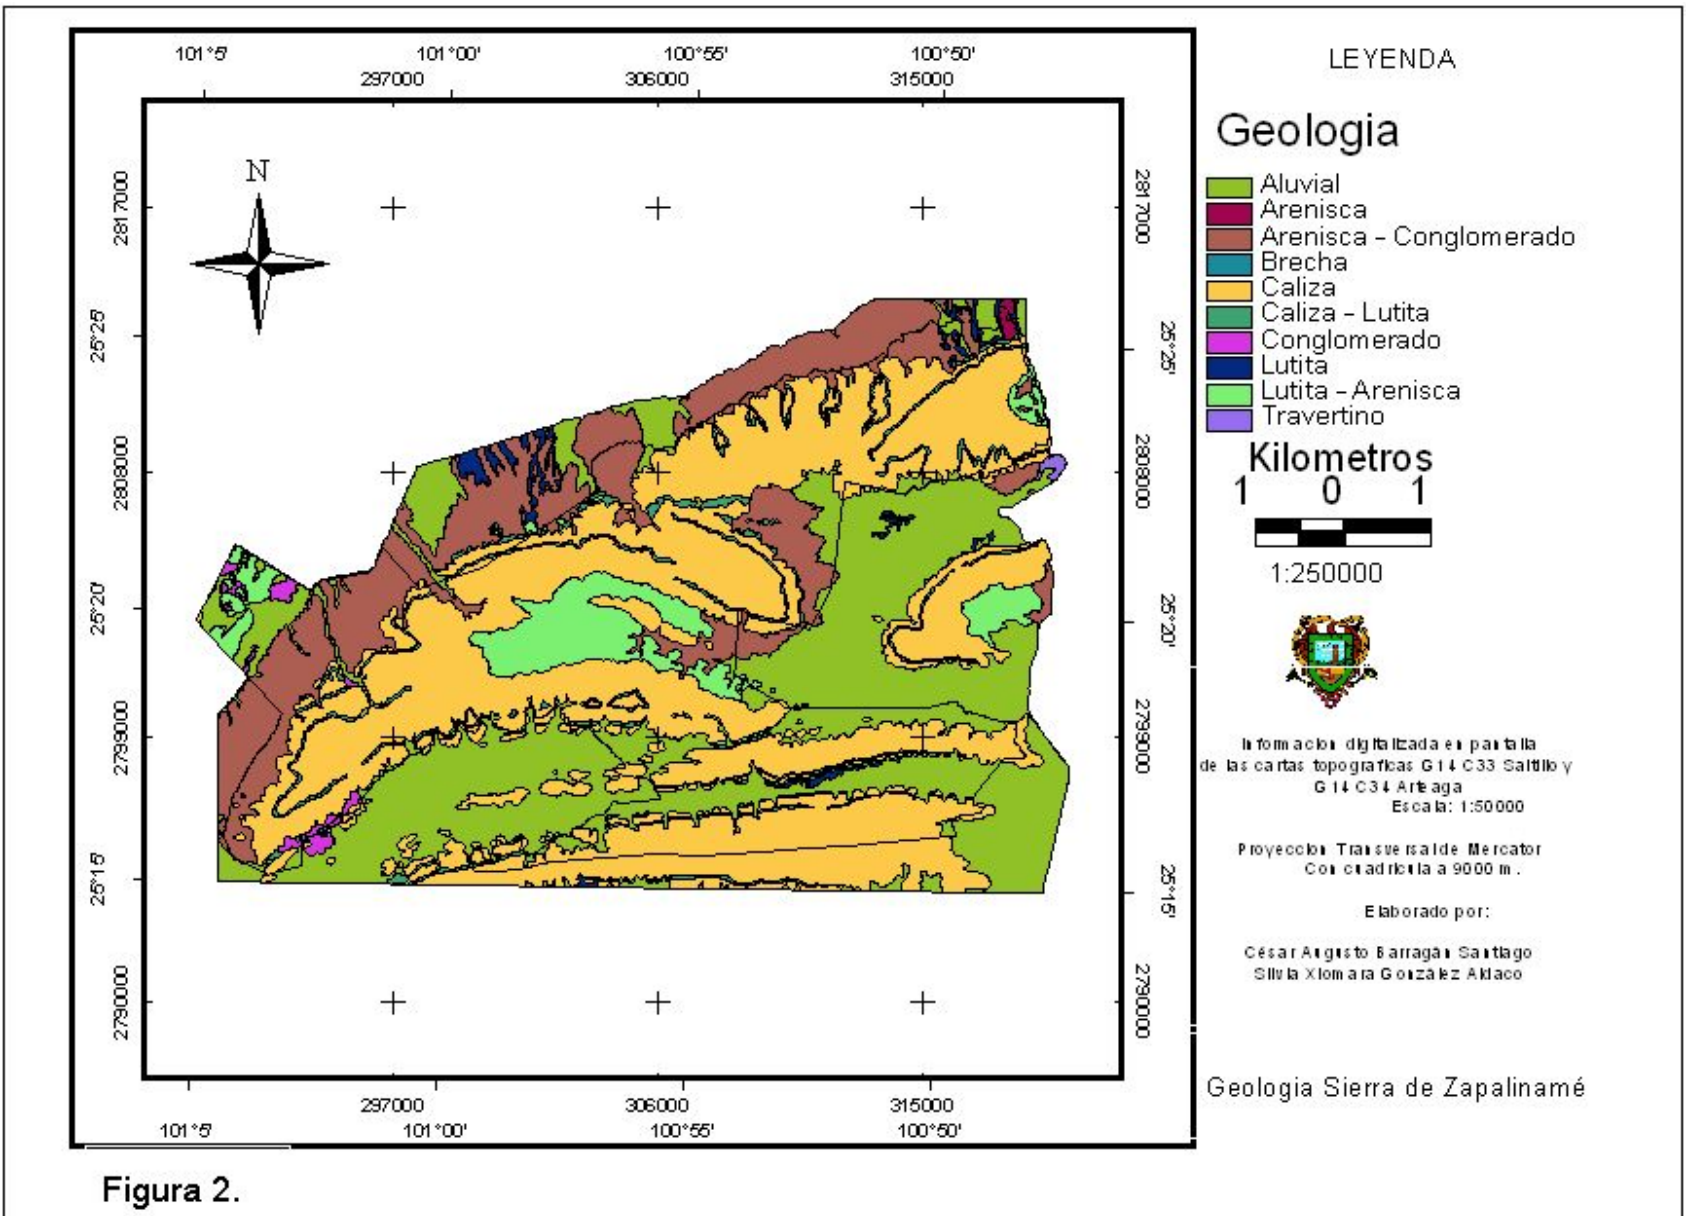 101°5' 101°00' 100°55' 100°50'
297000 306000 315000
N
2817000 2817000
25°25' 25°25'
2808000 2808000
25°20' 25°20'
2799000 2799000
25°15' 25°15'
2790000 2790000
297000 306000 315000
101°5' 101°00' 100°55' 100°50'
LEYENDA
Geologia
Aluvial
Arenisca
Arenisca - Conglomerado
Brecha
Caliza
Caliza - Lutita
Conglomerado
Lutita
Lutita - Arenisca
Travertino
Kilometros
1 0 1
1:250000
Informacion digitalizada en pantalla
de las cartas topograficas G14 C33 Saltillo y
G14 C34 Arteaga
Escala: 1:50000
Proyeccion Transversal de Mercator
Con cuadricula a 9000 m.
Elaborado por:
César Augusto Barragán Santiago
Silvia Xiomara González Aldaco
Geologia Sierra de Zapalinamé
Figura 2.